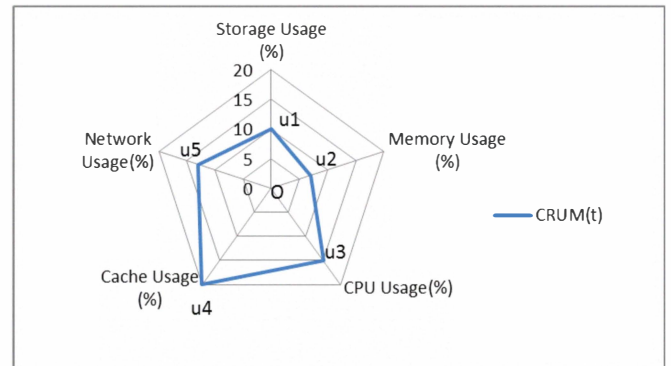 Storage Usage
(%)
20
15
10
5
0
O
u1
u2
u3
u4
u5
Memory Usage
(%)
CPU Usage(%)
Cache Usage
(%)
Network
Usage(%)
CRUM(t)